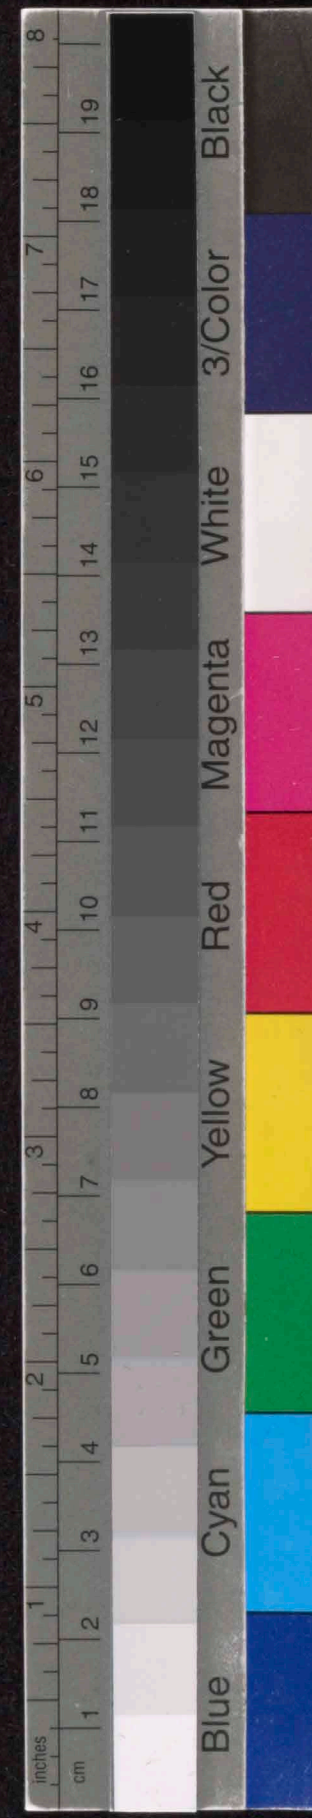 inches 1 2 3 4 5 6 7 8
cm 1 2 3 4 5 6 7 8 9 10 11 12 13 14 15 16 17 18 19
Blue Cyan Green Yellow Red Magenta White 3/Color Black